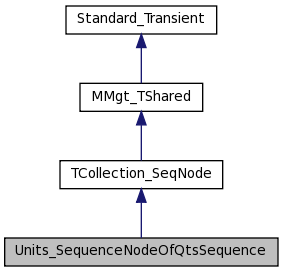 Standard_Transient
MMgt_TShared
TCollection_SeqNode
Units_SequenceNodeOfQtsSequence